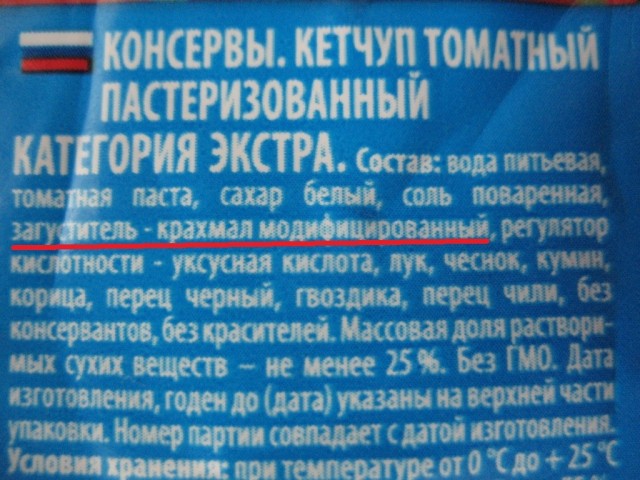 КОНСЕРВЫ. КЕТЧУП ТОМАТНЫЙ
ПАСТЕРИЗОВАННЫЙ
КАТЕГОРИЯ ЭКСТРА. Состав: вода питьевая,
томатная паста, сахар белый, соль поваренная,
загуститель - крахмал модифицированный, регулятор
кислотности - уксусная кислота, лук, чеснок, кумин,
корица, перец черный, гвоздика, перец чили, без
консервантов, без красителей. Массовая доля раствори-
мых сухих веществ – не менее 25 %. Без ГМО. Дата
изготовления, годен до (дата) указаны на верхней части
упаковки. Номер партии совпадает с датой изготовления.
Условия хранения: при температуре от 0 °С до + 25 °С